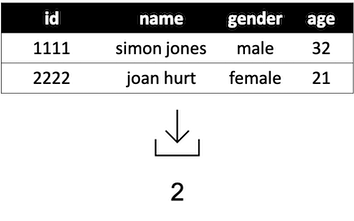 id name gender age
1111 simon jones male 32
2222 joan hurt female 21
2